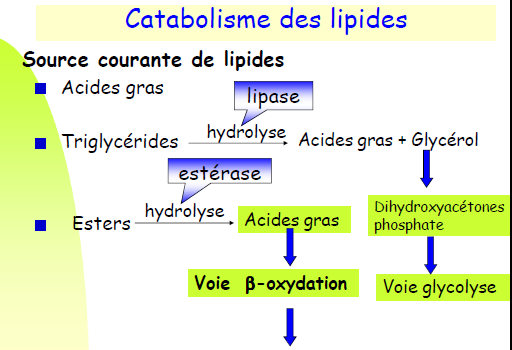 Catabolisme des lipides
Source courante de lipides
Acides gras
lipase
Triglycérides hydrolyse Acides gras + Glycérol
estérase
Esters hydrolyse Acides gras
Dihydroxyacétones
phosphate
Voie β-oxydation
Voie glycolyse